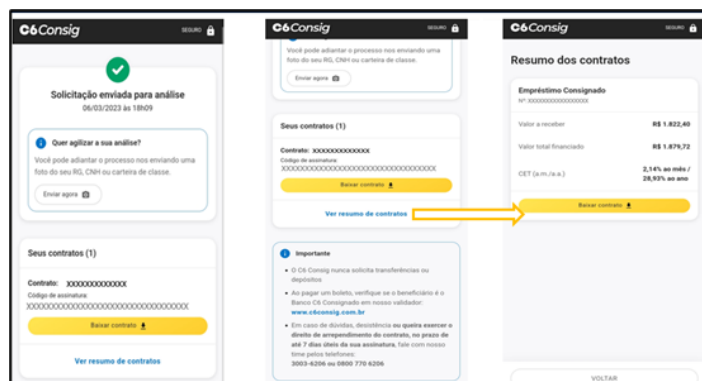 C6Consig
SEGURO
Solicitação enviada para análise
06/03/2023 às 18h09
Quer agilizar a sua análise?
Você pode adiantar o processo nos enviando uma
foto do seu RG, CNH ou carteira de classe.
Enviar agora
Seus contratos (1)
Contrato: XXXXXXXXXXXXX
Código de assinatura:
Baixar contrato
Ver resumo de contratos
C6Consig
SEGURO
Você pode adiantar o processo nos enviando uma
foto do seu RG, CNH ou carteira de classe.
Enviar agora
Seus contratos (1)
Contrato: XXXXXXXXXXXXX
Código de assinatura:
Baixar contrato
Ver resumo de contratos
Importante
• O C6 Consig nunca solicita transferências ou
depósitos
• Ao pagar um boleto, verifique se o beneficiário é o
Banco C6 Consignado em nosso validador:
www.c6consig.com.br
• Em caso de dúvidas, desistência ou queira exercer o
direito de arrependimento do contrato, no prazo de
até 7 dias úteis da sua assinatura, fale com nosso
time pelos telefones:
3003-6206 ou 0800 770 6206
C6Consig
SEGURO
Resumo dos contratos
Empréstimo Consignado
Valor a receber R$ 1.822,40
Valor total financiado R$ 1.879,72
CET (a.m./a.a.) 2,14% ao mês /
28,93% ao ano
Baixar contrato
VOLTAR